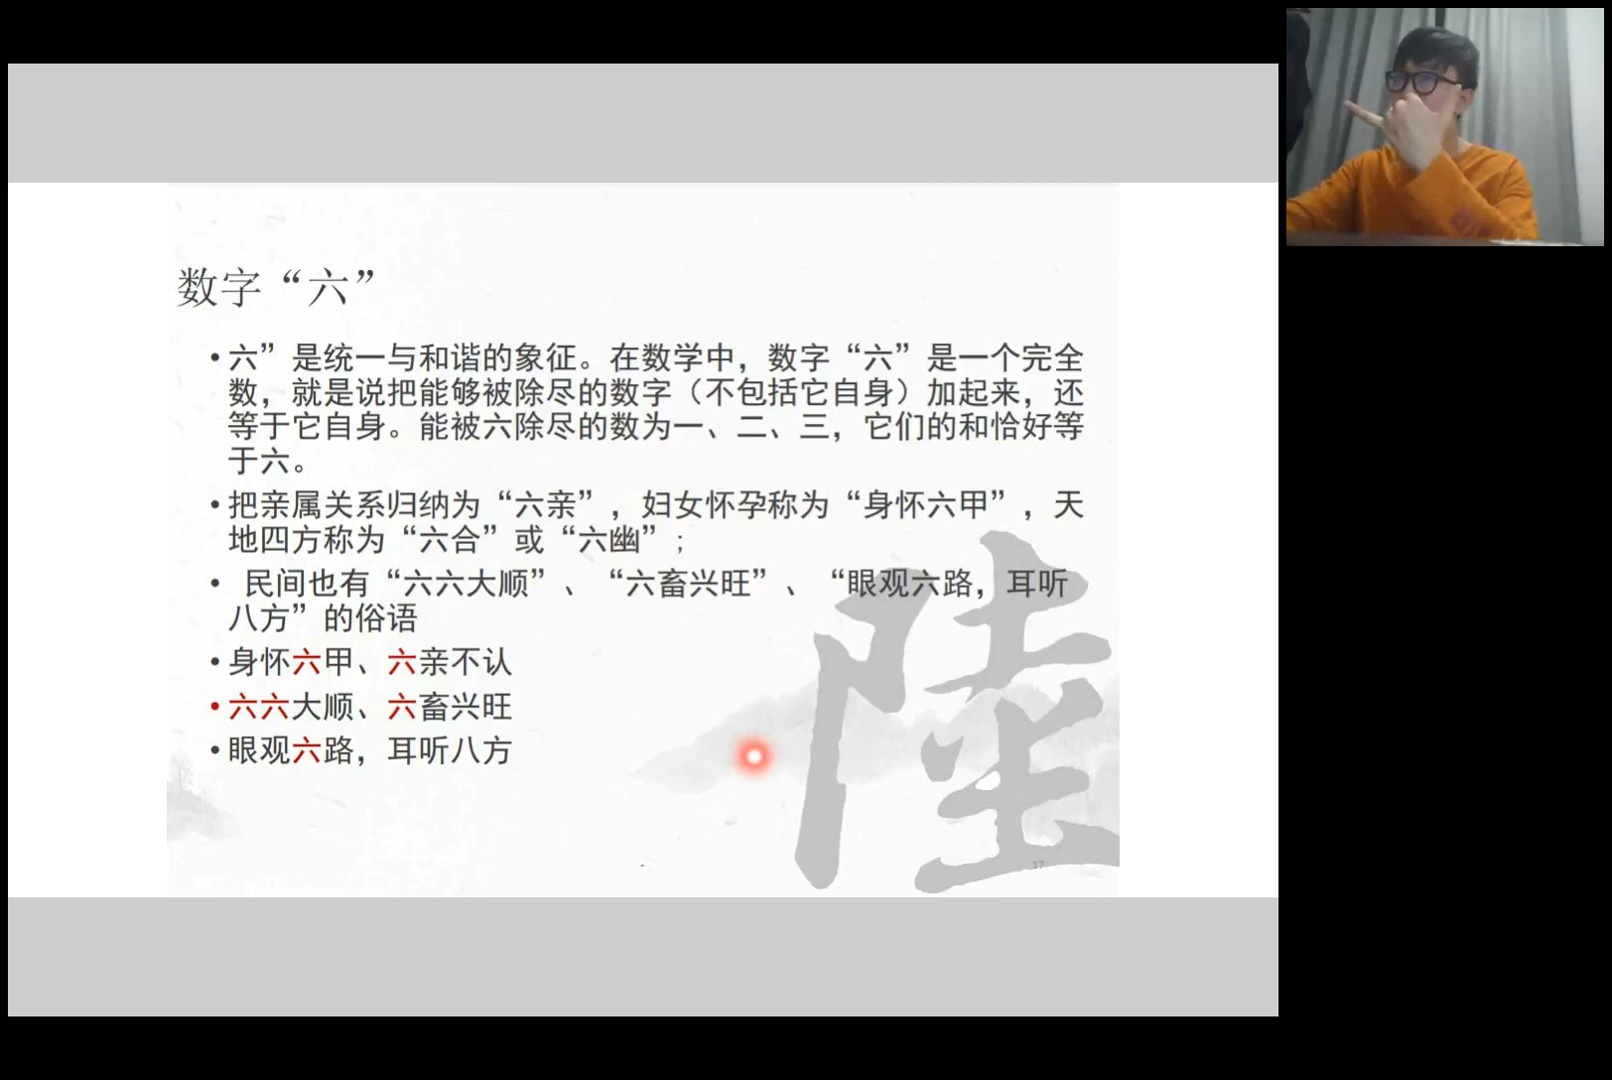 数字“六”
• 六”是统一与和谐的象征。在数学中，数字“六”是一个完全
数，就是说把能够被除尽的数字（不包括它自身）加起来，还
等于它自身。能被六除尽的数为一、二、三，它们的和恰好等
于六。
• 把亲属关系归纳为“六亲”，妇女怀孕称为“身怀六甲”，天
地四方称为“六合”或“六幽”；
• 民间也有“六六大顺”、“六畜兴旺”、“眼观六路，耳听
八方”的俗语
• 身怀六甲、六亲不认
• 六六大顺、六畜兴旺
• 眼观六路，耳听八方
陸
37